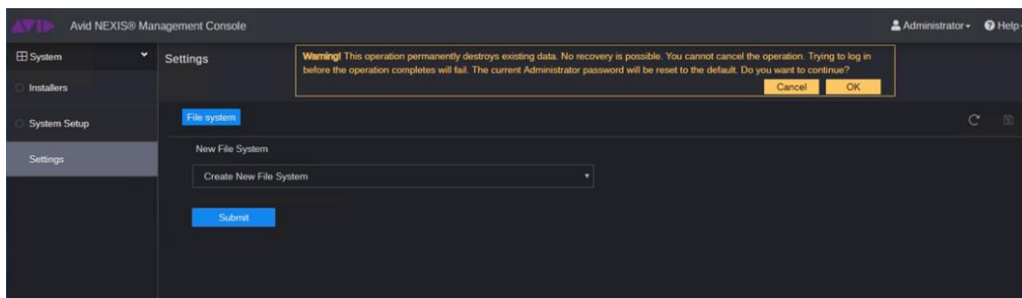 AVID Avid NEXIS® Management Console Administrator Help
System
Installers
System Setup
Settings
Settings
Warning! This operation permanently destroys existing data. No recovery is possible. You cannot cancel the operation. Trying to log in
before the operation completes will fail. The current Administrator password will be reset to the default. Do you want to continue?
Cancel OK
File system
New File System
Create New File System
Submit